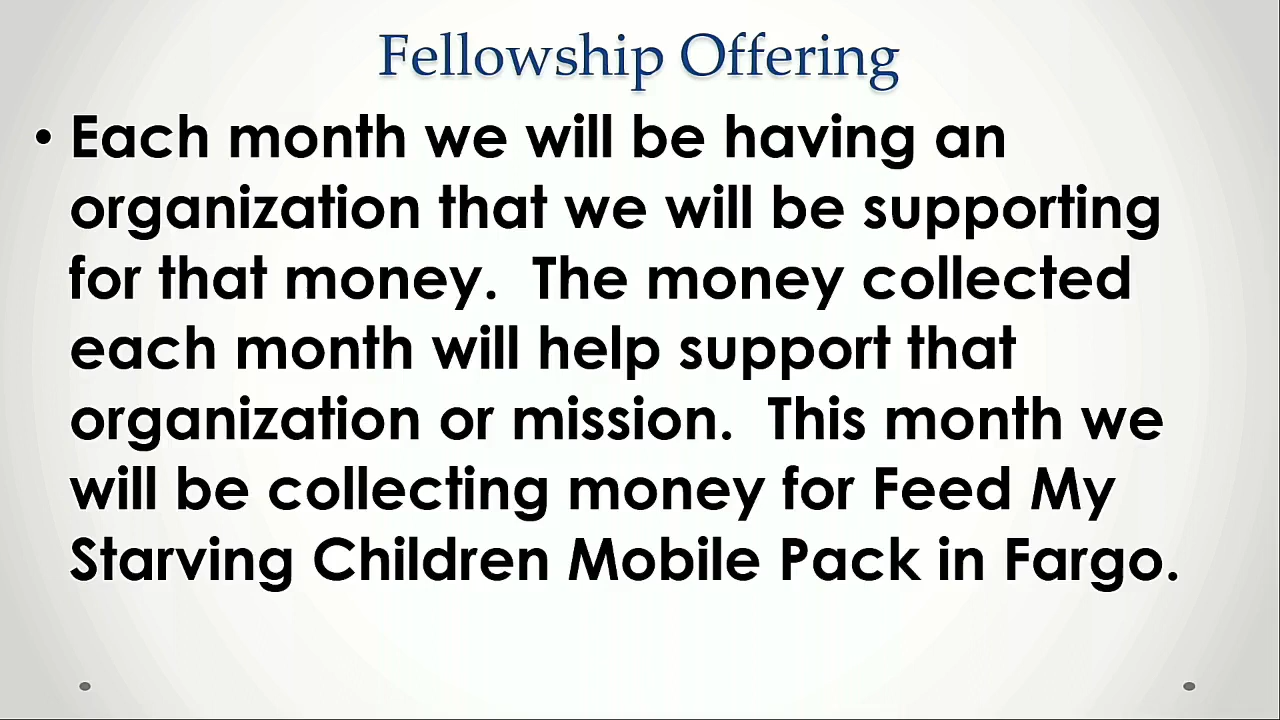 Fellowship Offering
• Each month we will be having an
organization that we will be supporting
for that money.  The money collected
each month will help support that
organization or mission.  This month we
will be collecting money for Feed My
Starving Children Mobile Pack in Fargo.